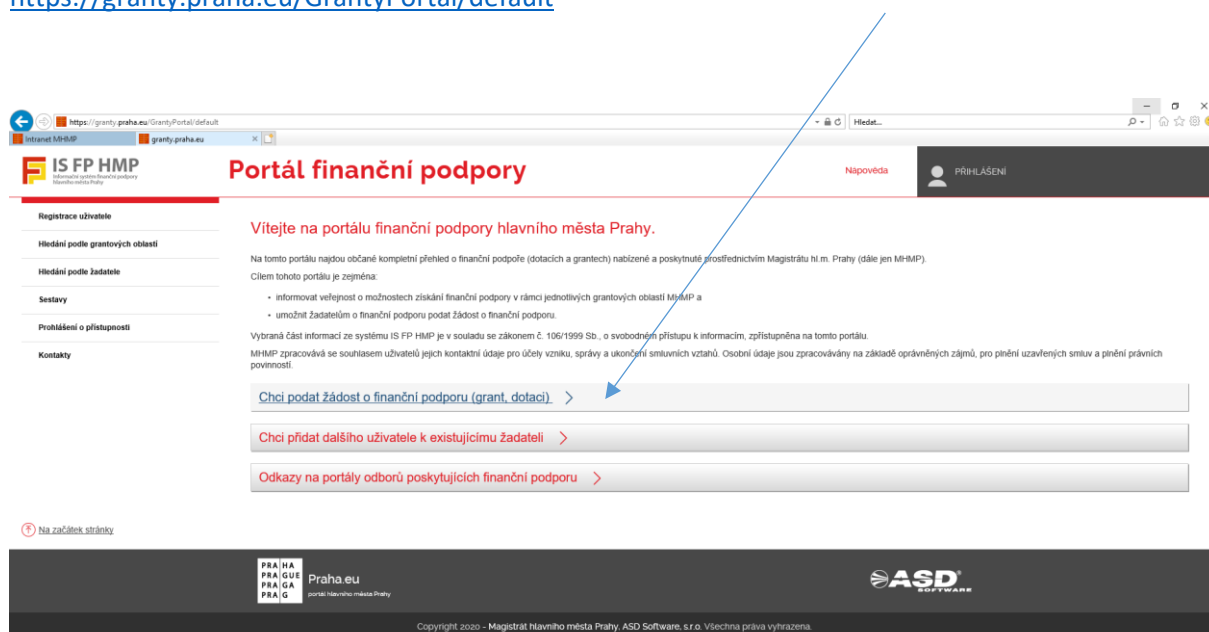 https://granty.praha.eu/GrantyPortal/default
https://granty.praha.eu/GrantyPortal/default
Hledat...
Intranet MHMP
granty.praha.eu
IS FP HMP
Informační systém finanční podpory
hlavního města Prahy
Portál finanční podpory
Nápověda
PŘIHLÁŠENÍ
Registrace uživatele
Hledání podle grantových oblastí
Hledání podle žadatele
Sestavy
Prohlášení o přístupnosti
Kontakty
Vítejte na portálu finanční podpory hlavního města Prahy.
Na tomto portálu najdou občané kompletní přehled o finanční podpoře (dotacích a grantech) nabízené a poskytnuté prostřednictvím Magistrátu hl.m. Prahy (dále jen MHMP).
Cílem tohoto portálu je zejména:
• informovat veřejnost o možnostech získání finanční podpory v rámci jednotlivých grantových oblastí MHMP a
• umožnit žadatelům o finanční podporu podat žádost o finanční podporu.
Vybraná část informací ze systému IS FP HMP je v souladu se zákonem č. 106/1999 Sb., o svobodném přístupu k informacím, zpřístupněna na tomto portálu.
MHMP zpracovává se souhlasem uživatelů jejich kontaktní údaje pro účely vzniku, správy a ukončení smluvních vztahů. Osobní údaje jsou zpracovávány na základě oprávněných zájmů, pro plnění uzavřených smluv a plnění právních
povinností.
Chci podat žádost o finanční podporu (grant, dotaci)
Chci přidat dalšího uživatele k existujícímu žadateli
Odkazy na portály odborů poskytujících finanční podporu
Na začátek stránky
PRA HA
PRA GUE
PRA GA
PRA G
Praha.eu
portál hlavního města Prahy
ASD
SOFTWARE
Copyright 2020 - Magistrát hlavního města Prahy, ASD Software, s.r.o. Všechna práva vyhrazena.